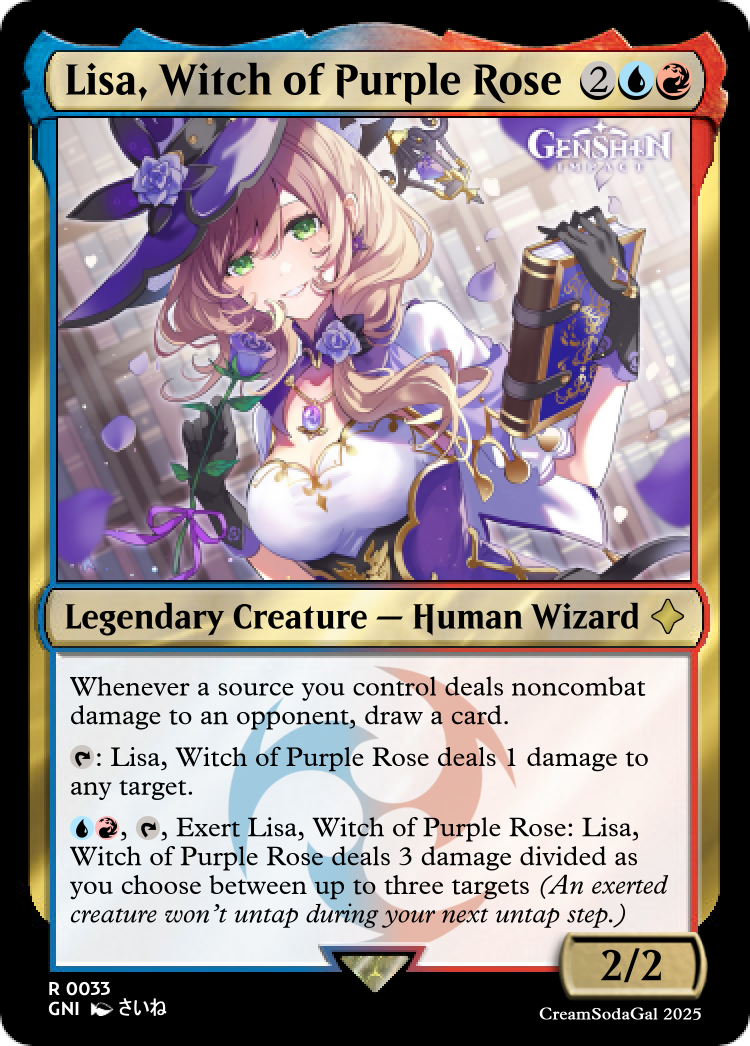 Lisa, Witch of Purple Rose 2
GENSHIN
IMPACT
Legendary Creature — Human Wizard
Whenever a source you control deals noncombat
damage to an opponent, draw a card.
: Lisa, Witch of Purple Rose deals 1 damage to
any target.
, , Exert Lisa, Witch of Purple Rose: Lisa,
Witch of Purple Rose deals 3 damage divided as
you choose between up to three targets (An exerted
creature won't untap during your next untap step.)
2/2
R 0033
GNI さいね
CreamSodaGal 2025